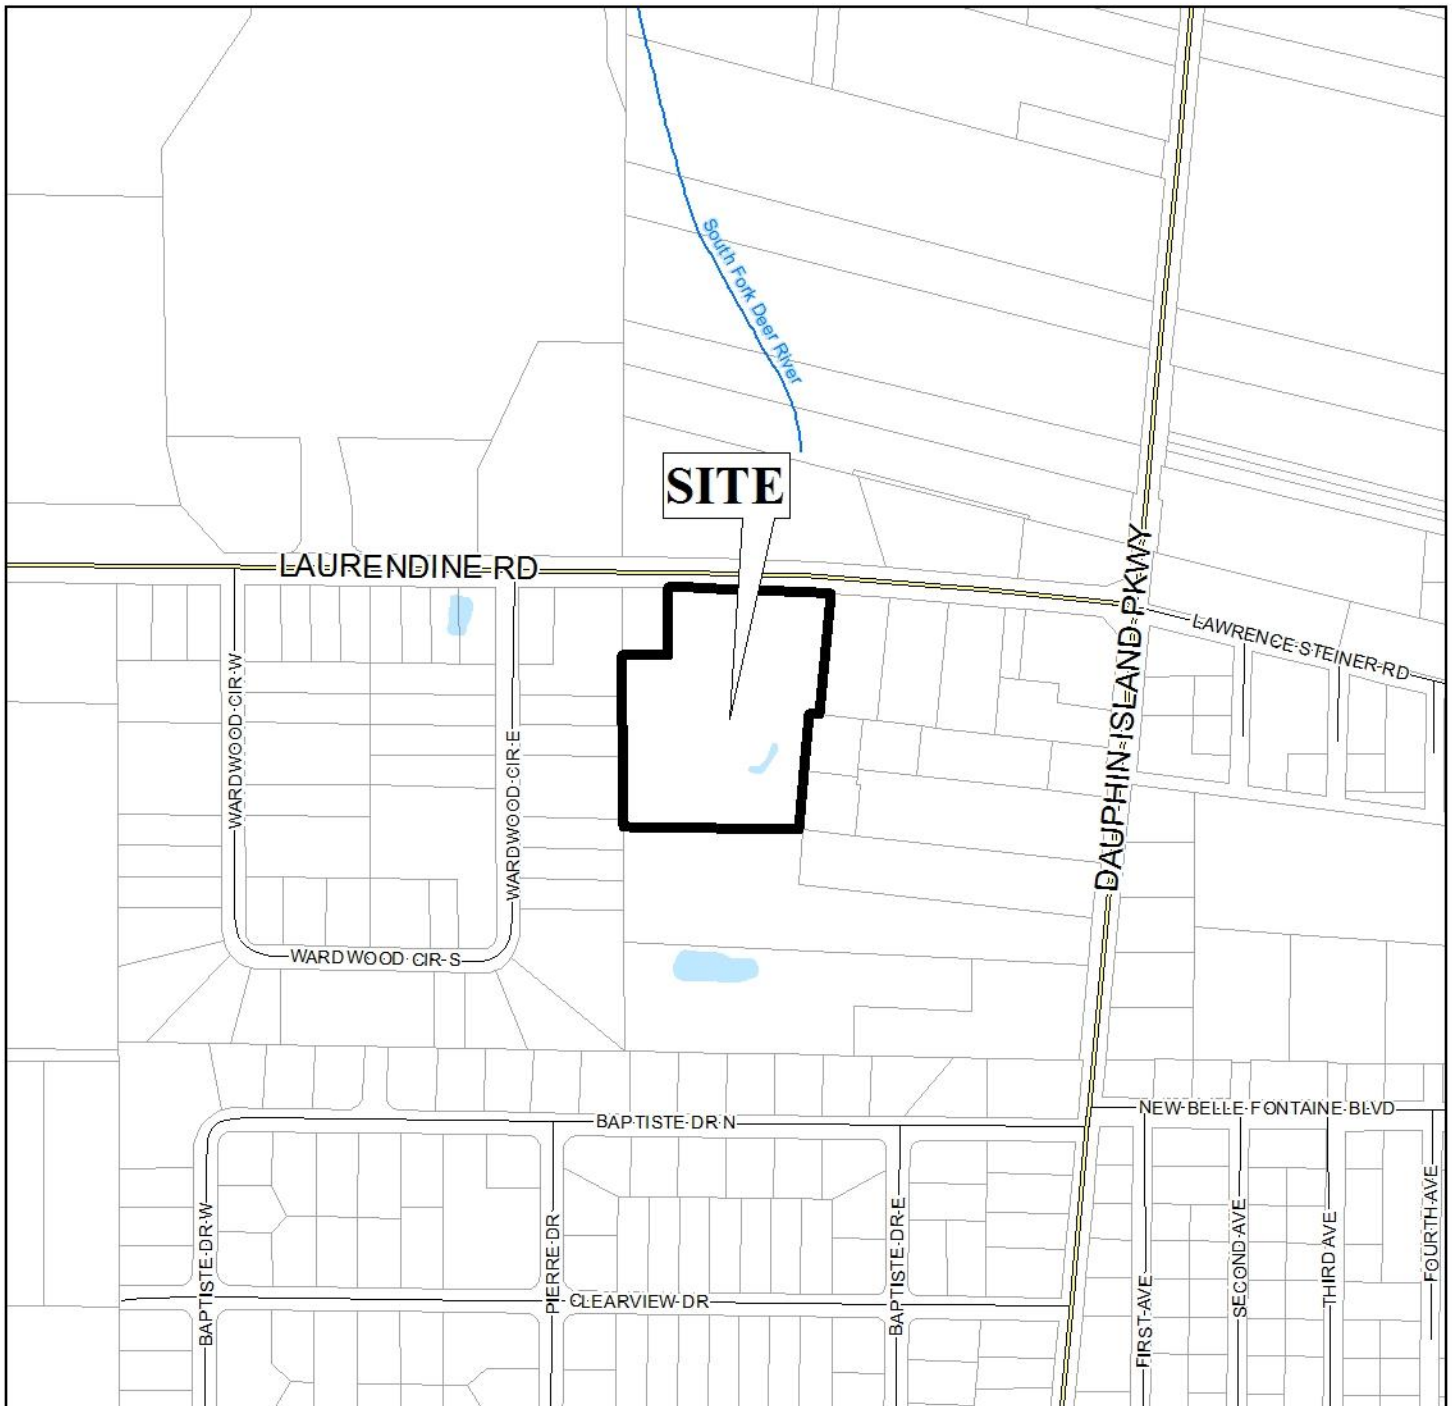 South Fork Deer River
SITE
LAURENDINE RD
DAUPHIN ISLAND PKWY
LAWRENCE STEINER RD
WARDWOOD CIR W
WARDWOOD CIR E
WARDWOOD CIR S
NEW BELLE FONTAINE BLVD
BAPTISTE DR N
BAPTISTE DR W
PIERRE DR
BAPTISTE DR E
CLEARVIEW DR
FIRST AVE
SECOND AVE
THIRD AVE
FOURTH AVE